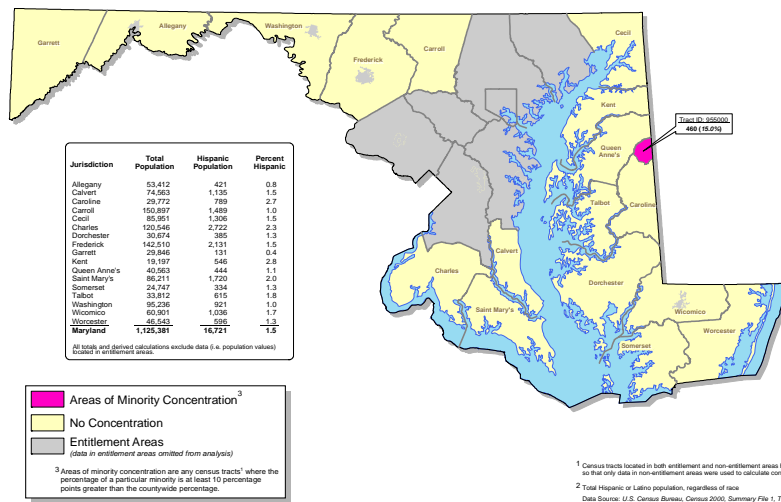 Garrett
Allegany
Washington
Frederick
Carroll
Cecil
Kent
Tract ID: 955000
460 (15.0%)
Queen
Anne's
Talbot
Caroline
Calvert
Charles
Saint Mary's
Dorchester
Wicomico
Worcester
Somerset
Jurisdiction Total Population Hispanic Population Percent Hispanic
Allegany 53,412 421 0.8
Calvert 74,563 1,135 1.5
Caroline 29,772 789 2.7
Carroll 150,897 1,489 1.0
Cecil 85,951 1,306 1.5
Charles 120,546 2,722 2.3
Dorchester 30,674 385 1.3
Frederick 142,510 2,131 1.5
Garrett 29,846 131 0.4
Kent 19,197 546 2.8
Queen Anne's 40,563 444 1.1
Saint Mary's 86,211 1,720 2.0
Somerset 24,747 334 1.3
Talbot 33,812 615 1.8
Washington 95,236 921 1.0
Wicomico 60,901 1,036 1.7
Worcester 46,543 596 1.3
Maryland 1,125,381 16,721 1.5
All totals and derived calculations exclude data (i.e. population values)
located in entitlement areas.
Areas of Minority Concentration3
No Concentration
Entitlement Areas
(data in entitlement areas omitted from analysis)
3 Areas of minority concentration are any census tracts1 where the
percentage of a particular minority is at least 10 percentage
points greater than the countywide percentage.
1 Census tracts located in both entitlement and non-entitlement areas
so that only data in non-entitlement areas were used to calculate
2 Total Hispanic or Latino population, regardless of race
Data Source: U.S. Census Bureau, Census 2000, Summary File 1,